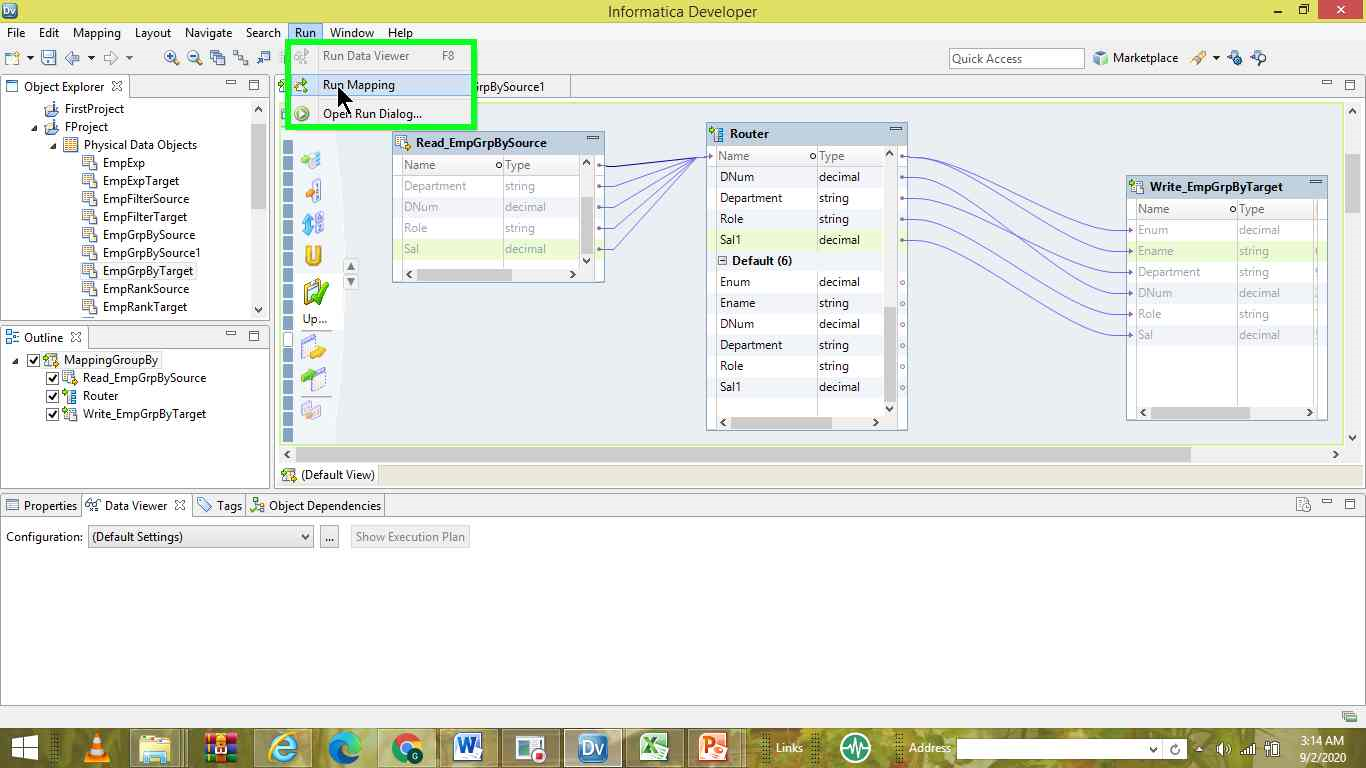 Dv
Informatica Developer
File Edit Mapping Layout Navigate Search Run Window Help
Quick Access
Marketplace
Run Data Viewer F8
Run Mapping
Open Run Dialog...
Object Explorer
GrpBySource1
FirstProject
FProject
Physical Data Objects
EmpExp
EmpExpTarget
EmpFilterSource
EmpFilterTarget
EmpGrpBySource
EmpGrpBySource1
EmpGrpByTarget
EmpRankSource
EmpRankTarget
Outline
MappingGroupBy
Read_EmpGrpBySource
Router
Write_EmpGrpByTarget
Up...
Read_EmpGrpBySource
Name Type
Department string
DNum decimal
Role string
Sal decimal
Router
Name Type
DNum decimal
Department string
Role string
Sal1 decimal
Default (6)
Enum decimal
Ename string
DNum decimal
Department string
Role string
Sal1 decimal
Write_EmpGrpByTarget
Name Type
Enum decimal
Ename string
Department string
DNum decimal
Role string
Sal decimal
(Default View)
Properties Data Viewer Tags Object Dependencies
Configuration: (Default Settings) ... Show Execution Plan
Links
Address
3:14 AM
9/2/2020